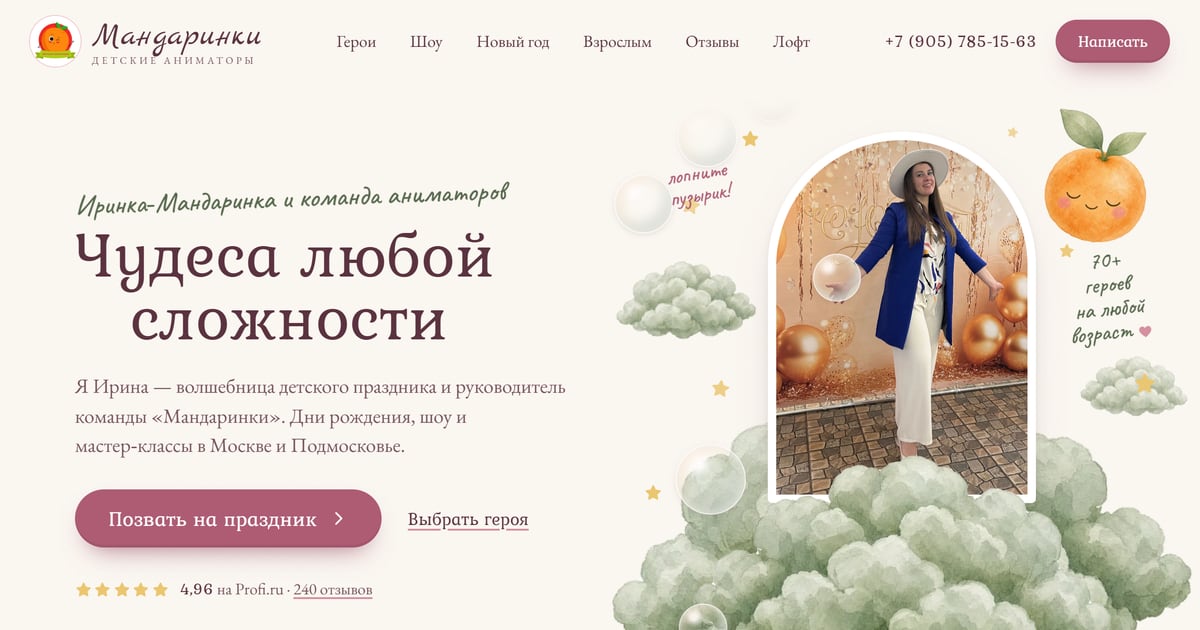 Мандаринки
ДЕТСКИЕ АНИМАТОРЫ
Герои
Шоу
Новый год
Взрослым
Отзывы
Лофт
+7 (905) 785-15-63
Написать
Иринка-Мандаринка и команда аниматоров
Чудеса любой
сложности
Я Ирина — волшебница детского праздника и руководитель
команды «Мандаринки». Дни рождения, шоу и
мастер-классы в Москве и Подмосковье.
Позвать на праздник
Выбрать героя
4,96 на Profi.ru · 240 отзывов
лопните
пузырик!
70+
героев
на любой
возраст